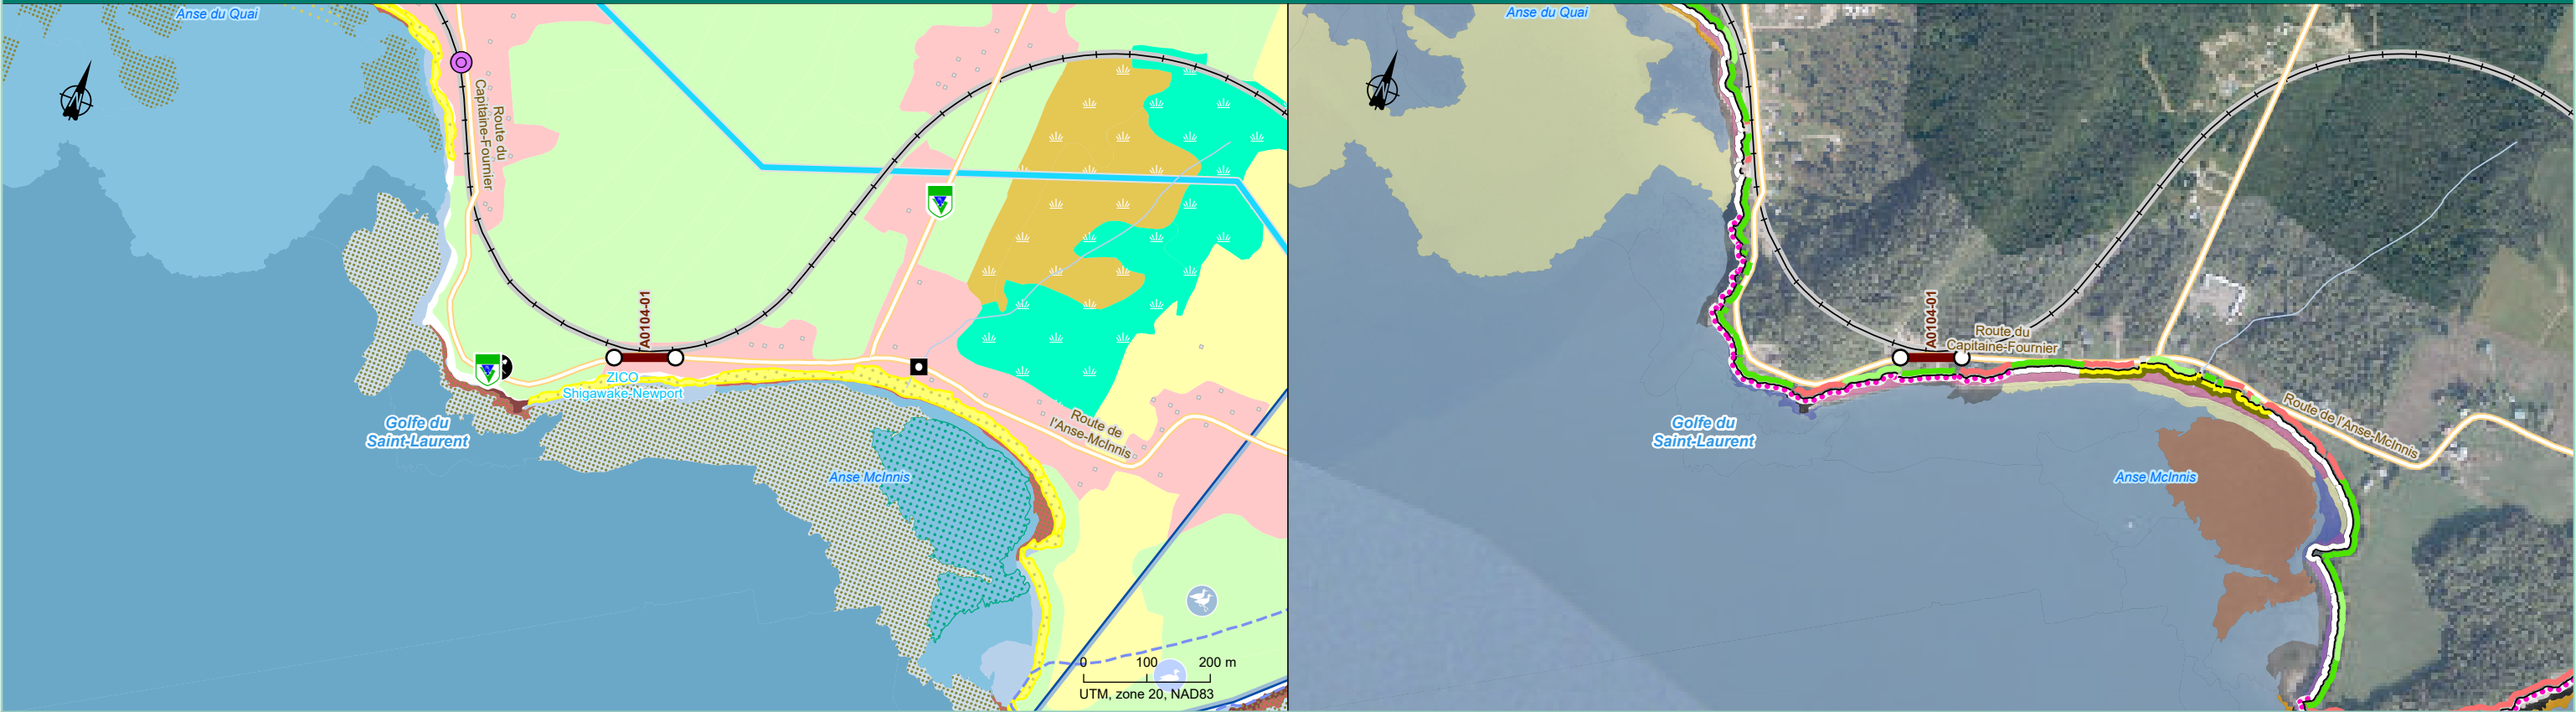 Anse du Quai
Route du
Capitaine-Fournier
A0104-01
ZICO
Shigawake-Newport
Golfe du
Saint-Laurent
Route de
l'Anse-McInnis
Anse McInnis
0 100 200 m
UTM, zone 20, NAD83
Anse du Quai
A0104-01
Route du
Capitaine-Fournier
Golfe du
Saint-Laurent
Route de l'Anse-McInnis
Anse McInnis